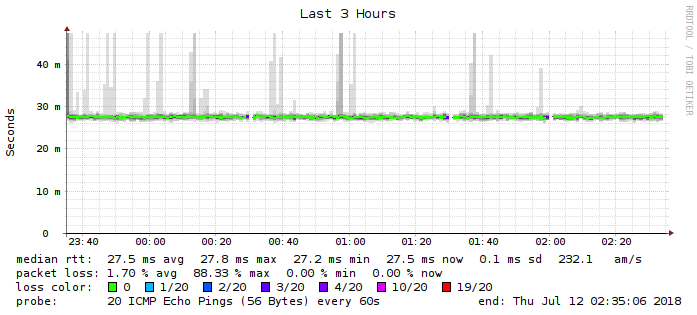 Last 3 Hours
RRDTOOL / TOBI OETIKER
Seconds
40 m
30 m
20 m
10 m
0
23:40 00:00 00:20 00:40 01:00 01:20 01:40 02:00 02:20
median rtt: 27.5 ms avg 27.8 ms max 27.2 ms min 27.5 ms now 0.1 ms sd 232.1 am/s
packet loss: 1.70 % avg 88.33 % max 0.00 % min 0.00 % now
loss color: 0 1/20 2/20 3/20 4/20 10/20 19/20
probe: 20 ICMP Echo Pings (56 Bytes) every 60s end: Thu Jul 12 02:35:06 2018